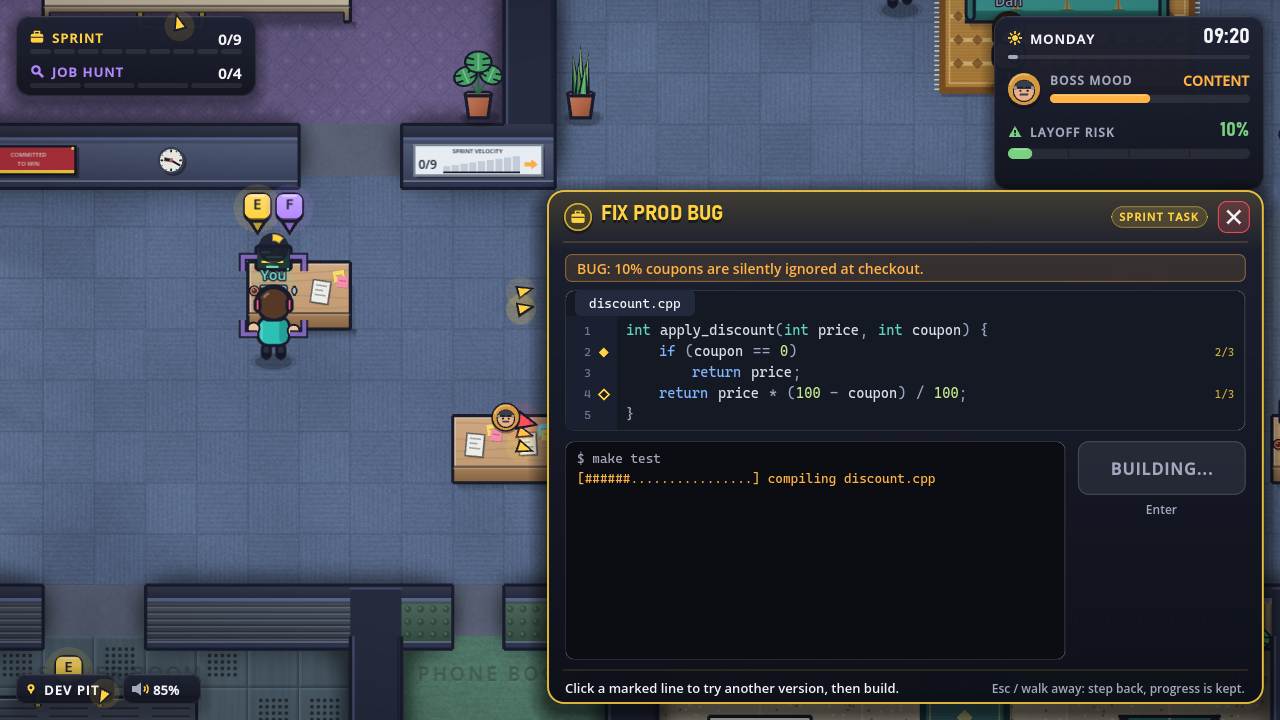 Dan
SPRINT 0/9
JOB HUNT 0/4
MONDAY 09:20
BOSS MOOD CONTENT
LAYOFF RISK 10%
COMMITTED
TO WIN
SPRINT VELOCITY
0/9
E F
You
FIX PROD BUG
SPRINT TASK
BUG: 10% coupons are silently ignored at checkout.
discount.cpp
1 int apply_discount(int price, int coupon) {
2 if (coupon == 0) 2/3
3 return price;
4 return price * (100 - coupon) / 100; 1/3
5 }
$ make test
[######................] compiling discount.cpp
BUILDING...
Enter
PHONE BOO
E
DEV PIT
85%
Click a marked line to try another version, then build.
Esc / walk away: step back, progress is kept.